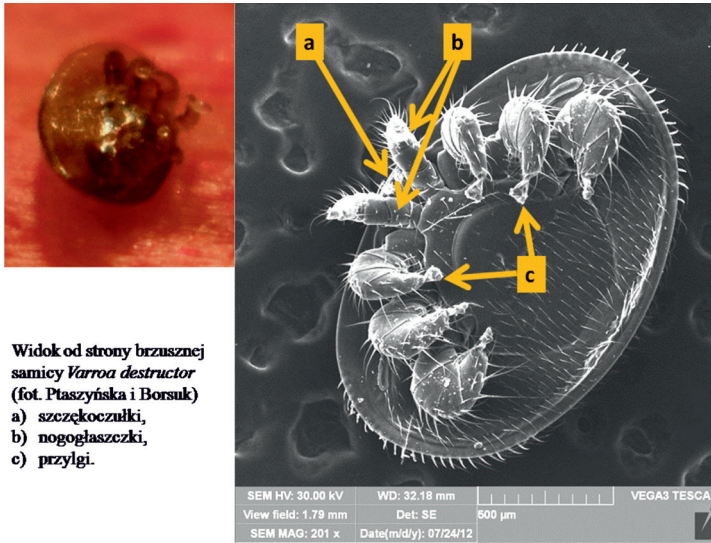 a
b
c
Widok od strony brzusznej
samicy Varroa destructor
(fot. Ptaszyńska i Borsuk)
a) szczękoczułki,
b) nogogłaszczki,
c) przylgi.
SEM HV: 30.00 kV
WD: 32.18 mm
VEGA3 TESCA
View field: 1.79 mm
Det: SE
500 µm
SEM MAG: 201 x
Date(m/d/y): 07/24/12